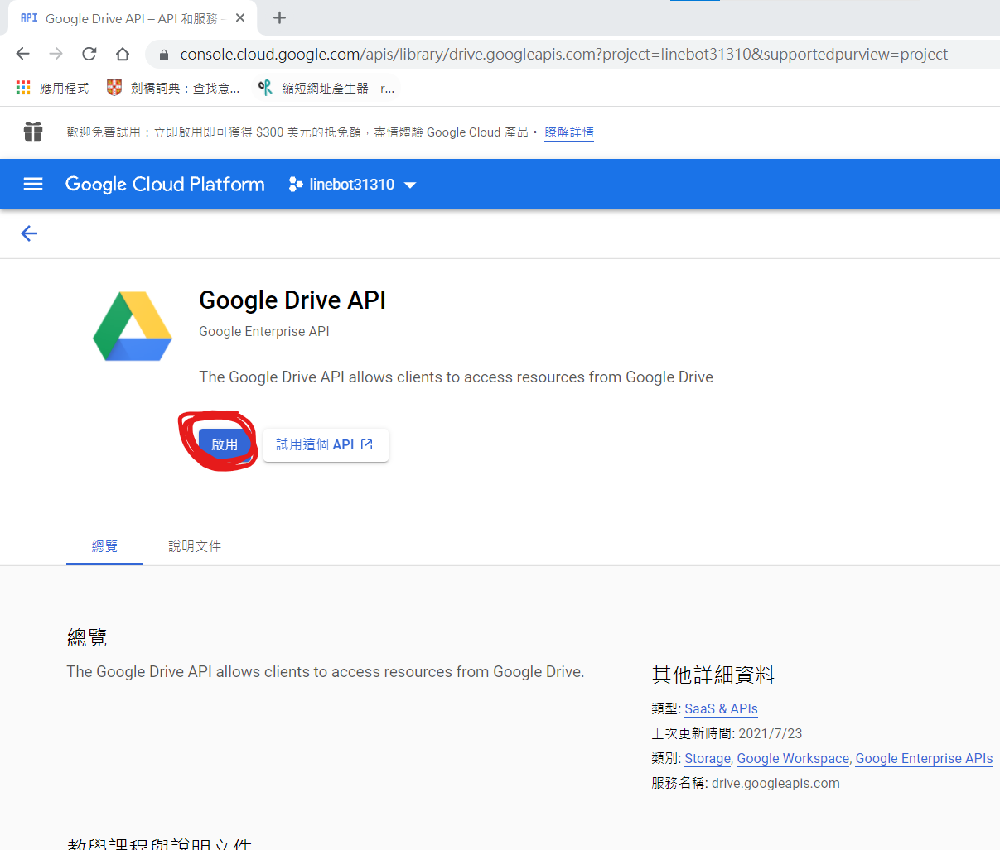 API Google Drive API – API 和服務 –
console.cloud.google.com/apis/library/drive.googleapis.com?project=linebot31310&supportedpurview=project
應用程式 劍橋詞典：查找意... 縮短網址產生器 - r...
歡迎免費試用：立即啟用即可獲得 $300 美元的抵免額，盡情體驗 Google Cloud 產品。 瞭解詳情
Google Cloud Platform linebot31310
Google Drive API
Google Enterprise API
The Google Drive API allows clients to access resources from Google Drive
啟用 試用這個 API
總覽 說明文件
總覽
The Google Drive API allows clients to access resources from Google Drive.
其他詳細資料
類型: SaaS & APIs
上次更新時間: 2021/7/23
類別: Storage, Google Workspace, Google Enterprise APIs
服務名稱: drive.googleapis.com
教學課程與說明文件